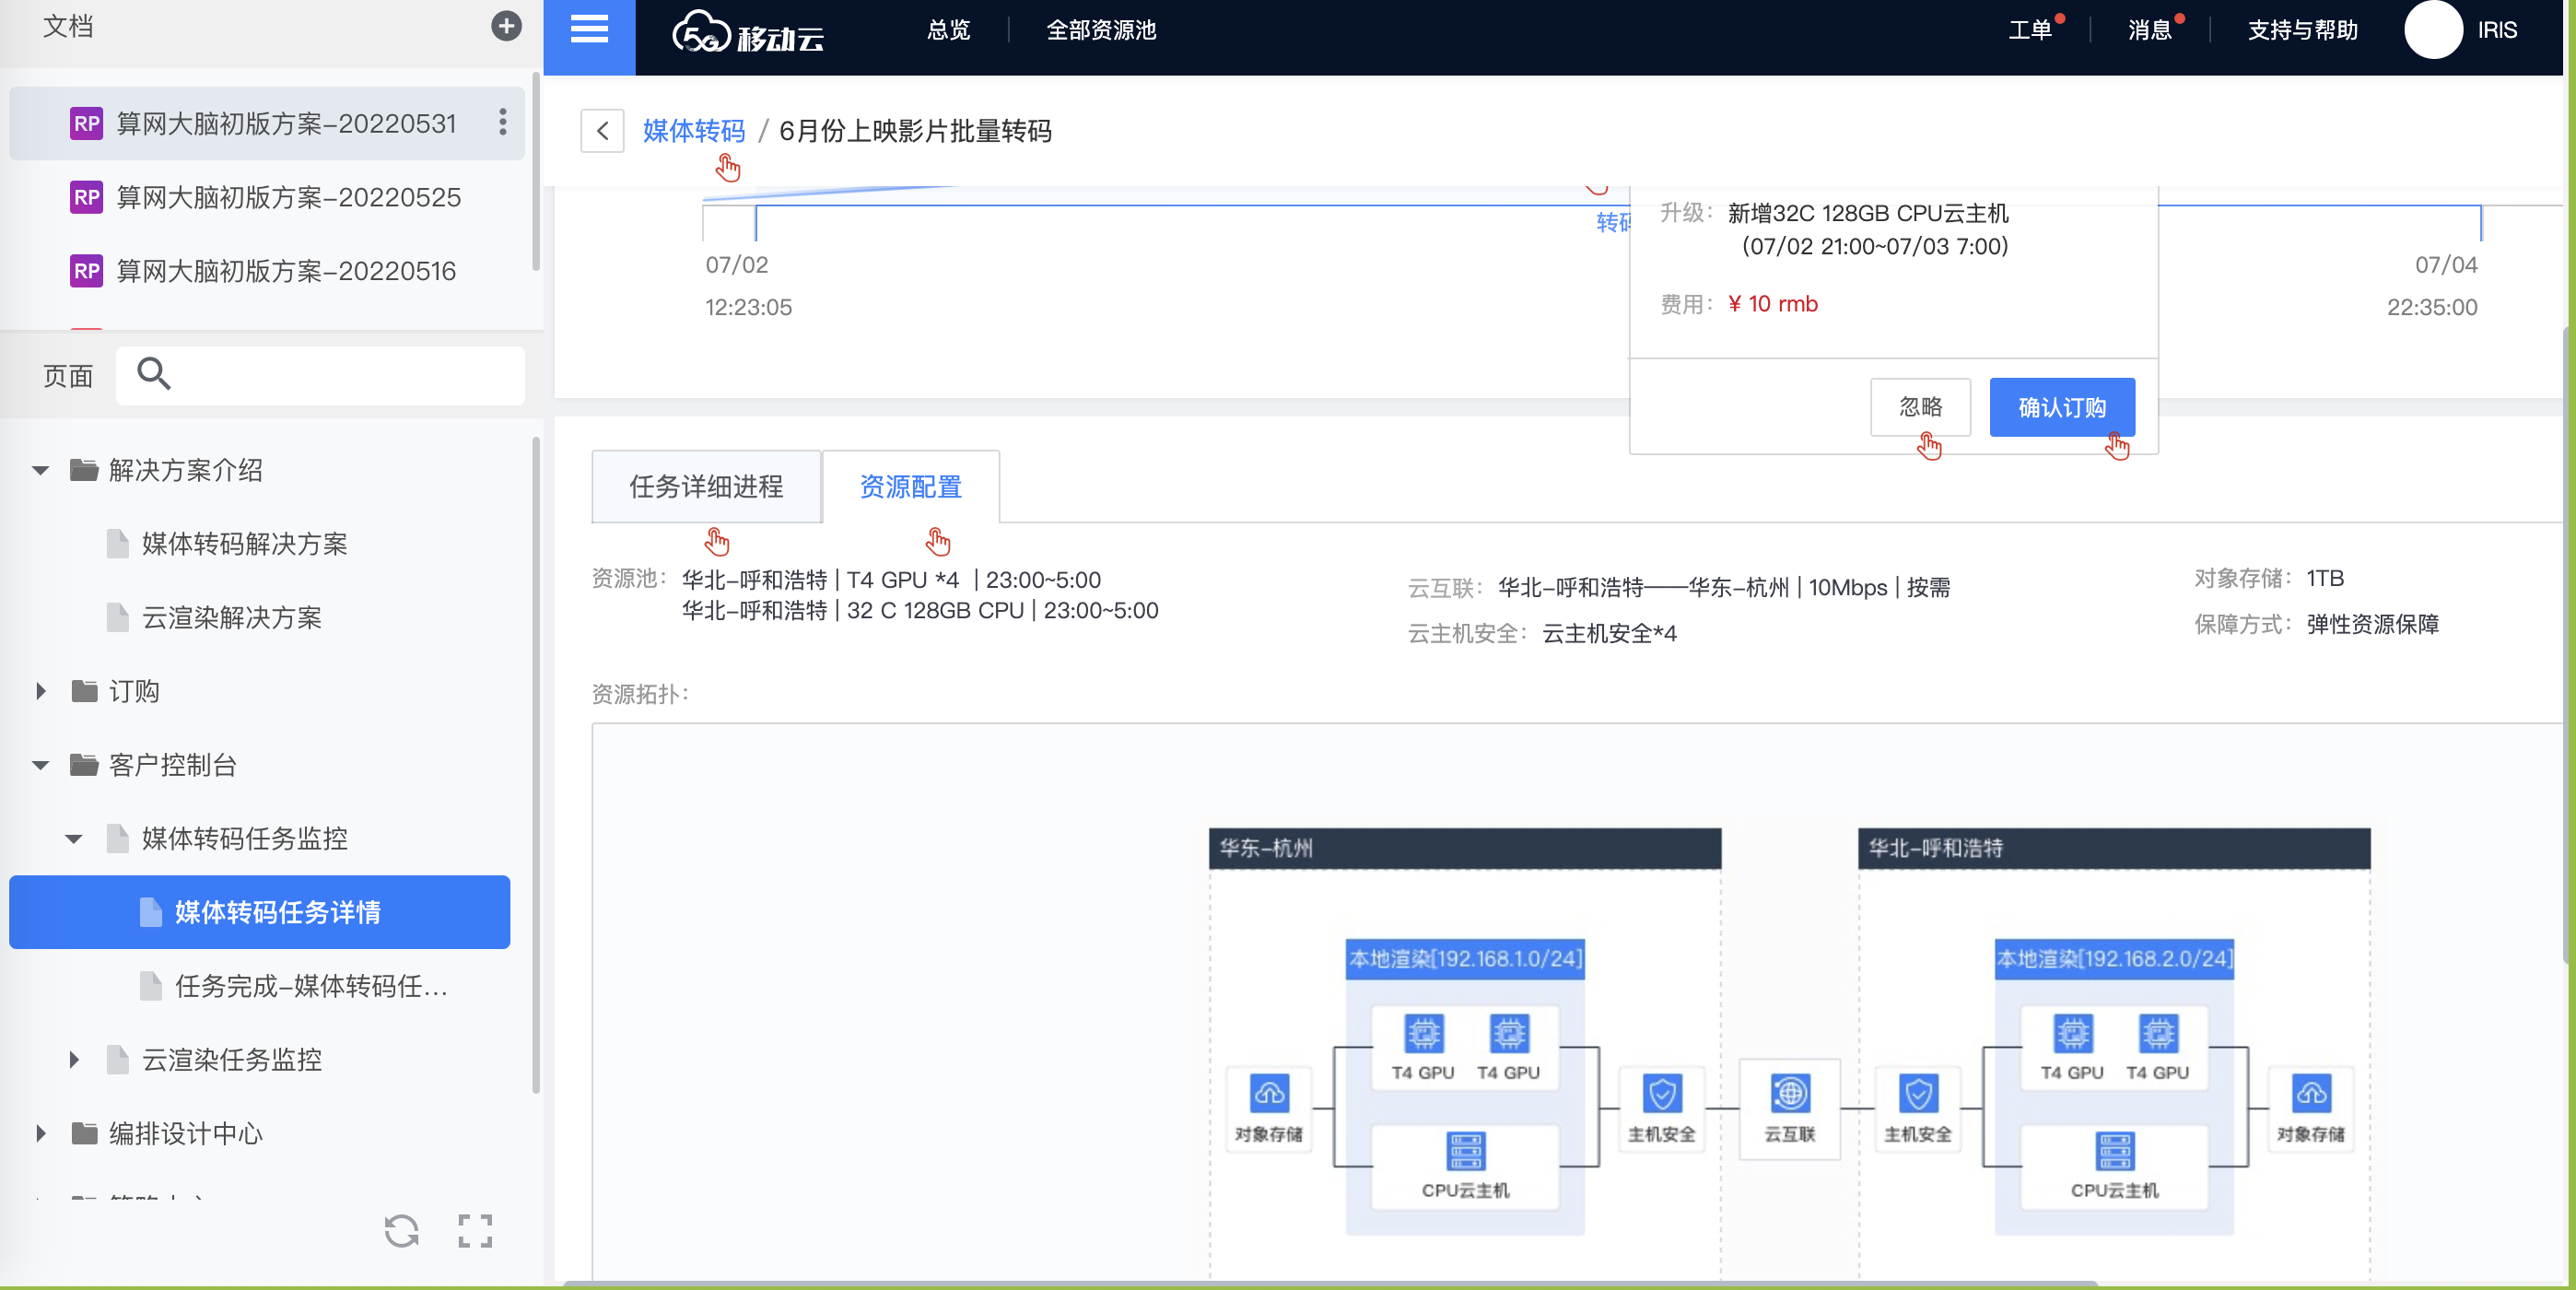 文档
RP 算网大脑初版方案-20220531
RP 算网大脑初版方案-20220525
RP 算网大脑初版方案-20220516
页面
解决方案介绍
媒体转码解决方案
云渲染解决方案
订购
客户控制台
媒体转码任务监控
媒体转码任务详情
任务完成-媒体转码任...
云渲染任务监控
编排设计中心
5G 移动云
总览
全部资源池
工单
消息
支持与帮助
IRIS
媒体转码 / 6月份上映影片批量转码
转码
07/02
12:23:05
07/04
22:35:00
升级： 新增32C 128GB CPU云主机
（07/02 21:00~07/03 7:00）
费用： ¥ 10 rmb
忽略
确认订购
任务详细进程
资源配置
资源池： 华北-呼和浩特 | T4 GPU *4 | 23:00~5:00
华北-呼和浩特 | 32 C 128GB CPU | 23:00~5:00
云互联： 华北-呼和浩特——华东-杭州 | 10Mbps | 按需
云主机安全： 云主机安全*4
对象存储： 1TB
保障方式： 弹性资源保障
资源拓扑：
华东-杭州
本地渲染[192.168.1.0/24]
T4 GPU T4 GPU
对象存储
主机安全
CPU云主机
云互联
华北-呼和浩特
本地渲染[192.168.2.0/24]
T4 GPU T4 GPU
主机安全
对象存储
CPU云主机